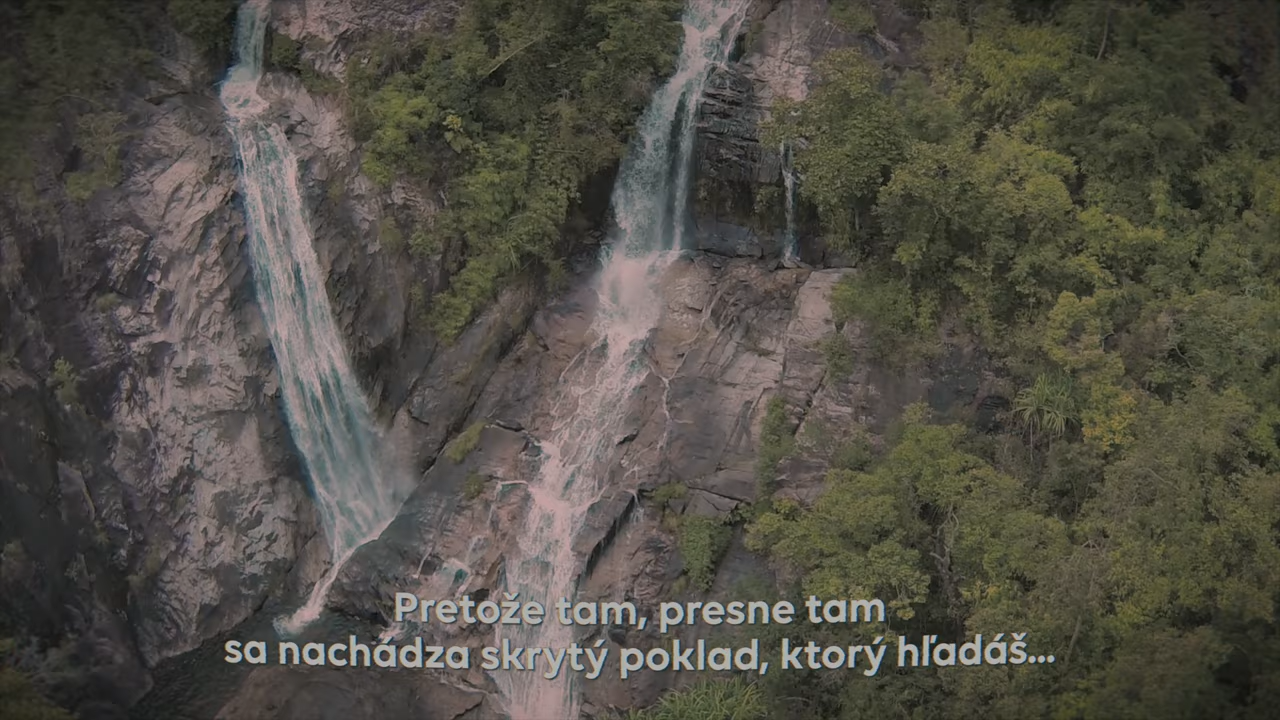 Pretože tam, presne tam
sa nachádza skrytý poklad, ktorý hľadáš...